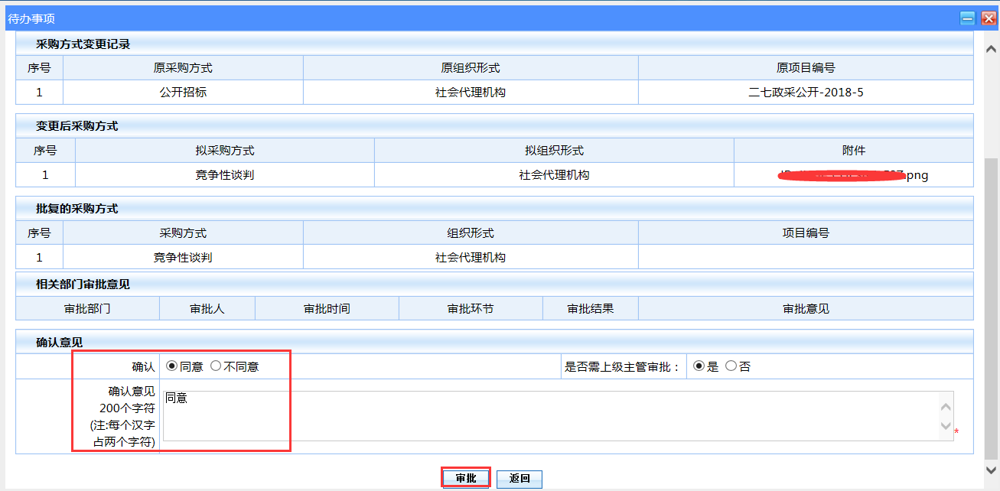 待办事项
采购方式变更记录
序号 原采购方式 原组织形式 原项目编号
1 公开招标 社会代理机构 二七政采公开-2018-5
变更后采购方式
序号 拟采购方式 拟组织形式 附件
1 竞争性谈判 社会代理机构 .png
批复的采购方式
序号 采购方式 组织形式 项目编号
1 竞争性谈判 社会代理机构
相关部门审批意见
审批部门 审批人 审批时间 审批环节 审批结果 审批意见
确认意见
确认 同意 不同意 是否需上级主管审批： 是 否
确认意见 同意
200个字符
(注:每个汉字
占两个字符) *
审批 返回